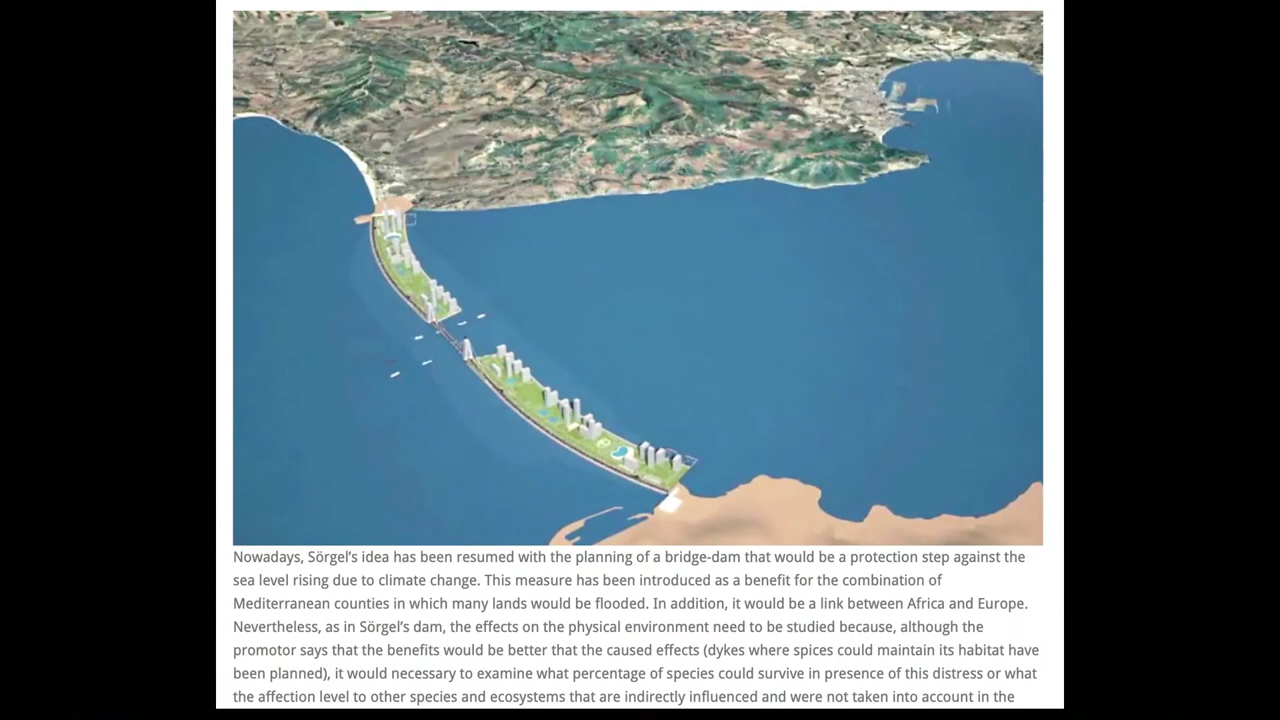 Nowadays, Sörgel’s idea has been resumed with the planning of a bridge-dam that would be a protection step against the
sea level rising due to climate change. This measure has been introduced as a benefit for the combination of
Mediterranean counties in which many lands would be flooded. In addition, it would be a link between Africa and Europe.
Nevertheless, as in Sörgel’s dam, the effects on the physical environment need to be studied because, although the
promotor says that the benefits would be better that the caused effects (dykes where spices could maintain its habitat have
been planned), it would necessary to examine what percentage of species could survive in presence of this distress or what
the affection level to other species and ecosystems that are indirectly influenced and were not taken into account in the